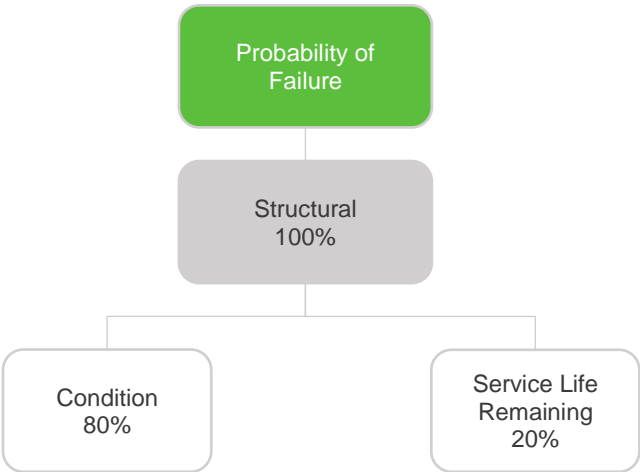 Probability of
Failure
Structural
100%
Condition
80%
Service Life
Remaining
20%